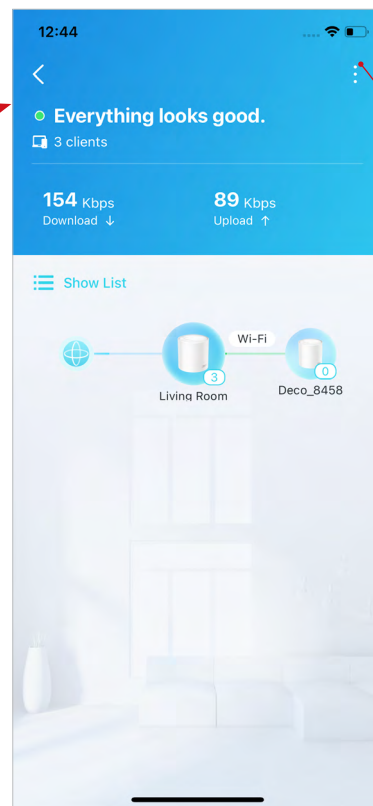 12:44
Everything looks good.
3 clients
154 Kbps
Download ↓
89 Kbps
Upload ↑
Show List
Wi-Fi
3
0
Living Room
Deco_8458